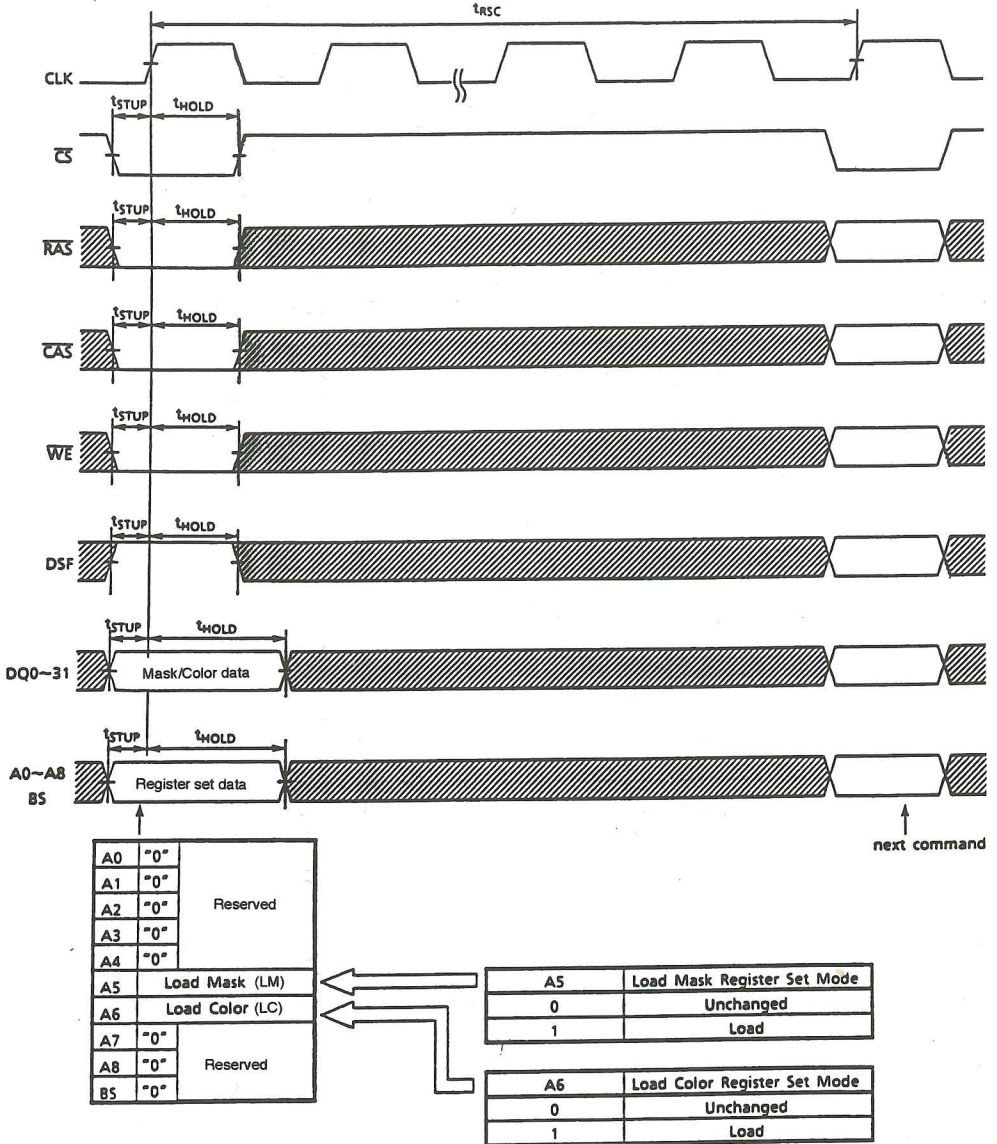 tRSC
CLK
tSTUP tHOLD
CS
tSTUP tHOLD
RAS
tSTUP tHOLD
CAS
tSTUP tHOLD
WE
tSTUP tHOLD
DSF
tSTUP tHOLD
DQ0~31 Mask/Color data
tSTUP tHOLD
A0~A8
BS
Register set data
next command
A0 "0"
A1 "0"
A2 "0"
A3 "0"
A4 "0"
Reserved
A5 Load Mask (LM)
A6 Load Color (LC)
A7 "0"
A8 "0"
BS "0"
Reserved
A5 Load Mask Register Set Mode
0 Unchanged
1 Load
A6 Load Color Register Set Mode
0 Unchanged
1 Load